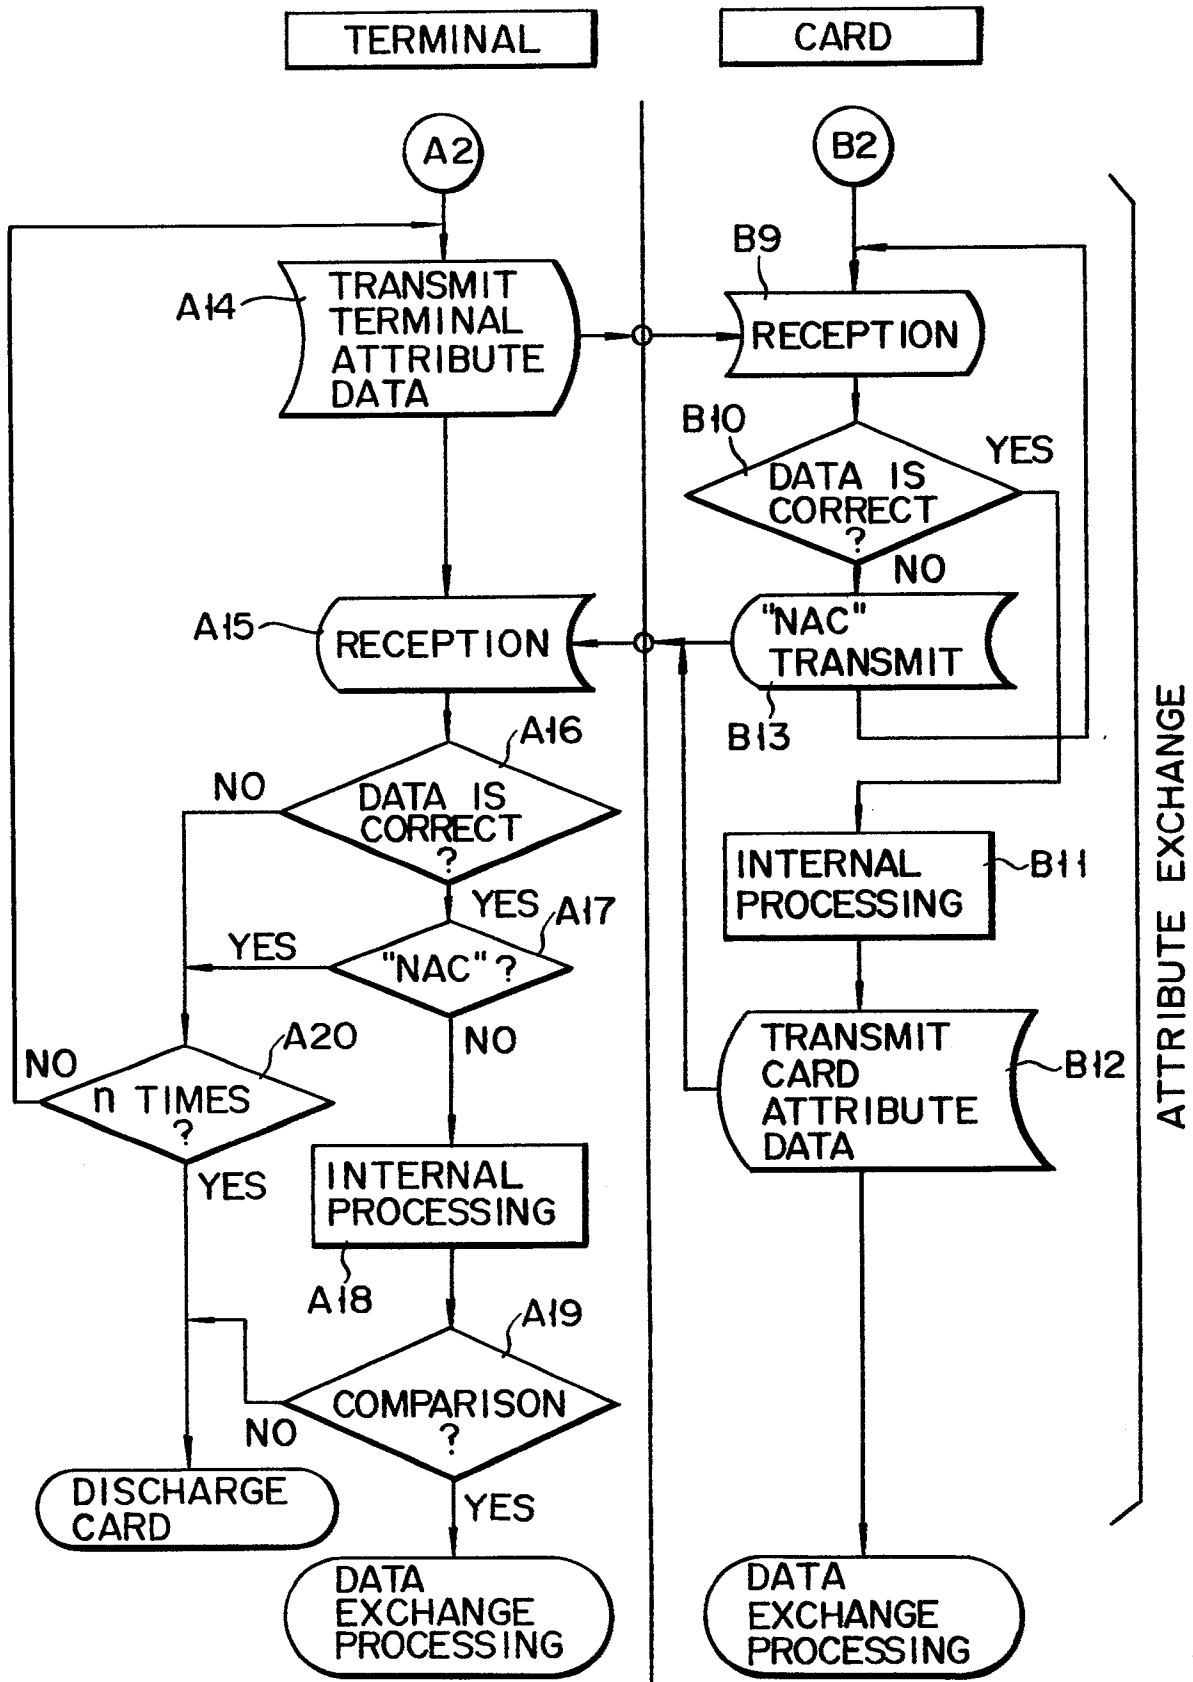 TERMINAL
CARD
A2
B2
B9
A14
TRANSMIT
TERMINAL
ATTRIBUTE
DATA
RECEPTION
B10
YES
DATA IS
CORRECT
?
NO
A15
RECEPTION
"NAC"
TRANSMIT
B13
A16
NO
DATA IS
CORRECT
?
YES
INTERNAL
PROCESSING
B11
A17
YES
"NAC" ?
NO
A20
NO
n TIMES
?
YES
TRANSMIT
CARD
ATTRIBUTE
DATA
B12
INTERNAL
PROCESSING
A18
A19
COMPARISON
?
NO
YES
DISCHARGE
CARD
DATA
EXCHANGE
PROCESSING
DATA
EXCHANGE
PROCESSING
ATTRIBUTE EXCHANGE